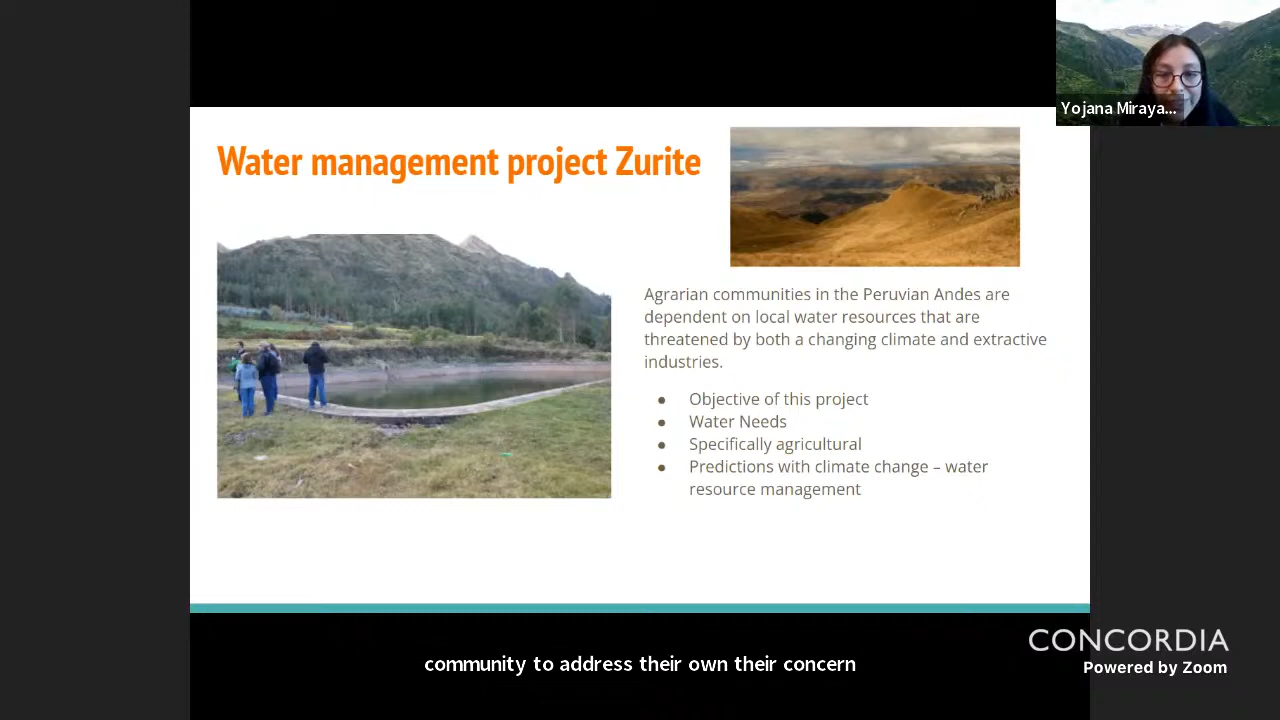 Yojana Miraya...
Water management project Zurite
Agrarian communities in the Peruvian Andes are
dependent on local water resources that are
threatened by both a changing climate and extractive
industries.
● Objective of this project
● Water Needs
● Specifically agricultural
● Predictions with climate change – water
resource management
CONCORDIA
Powered by Zoom
community to address their own their concern